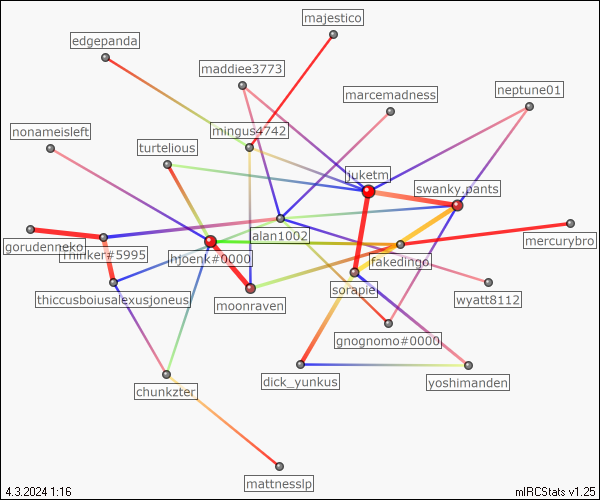 majestico
edgepanda
maddiee3773
marcemadness
neptune01
nonameisleft
mingus4742
turtelious
juketm
swanky.pants
alan1002
gorudenneko
Thinker#5995
hjoenk#0000
fakedingo
mercurybro
sorapie
thiccusboiusalexusjoneus
moonraven
wyatt8112
gnognomo#0000
dick_yunkus
yoshimanden
chunkzter
mattnesslp
4.3.2024 1:16
mIRCStats v1.25